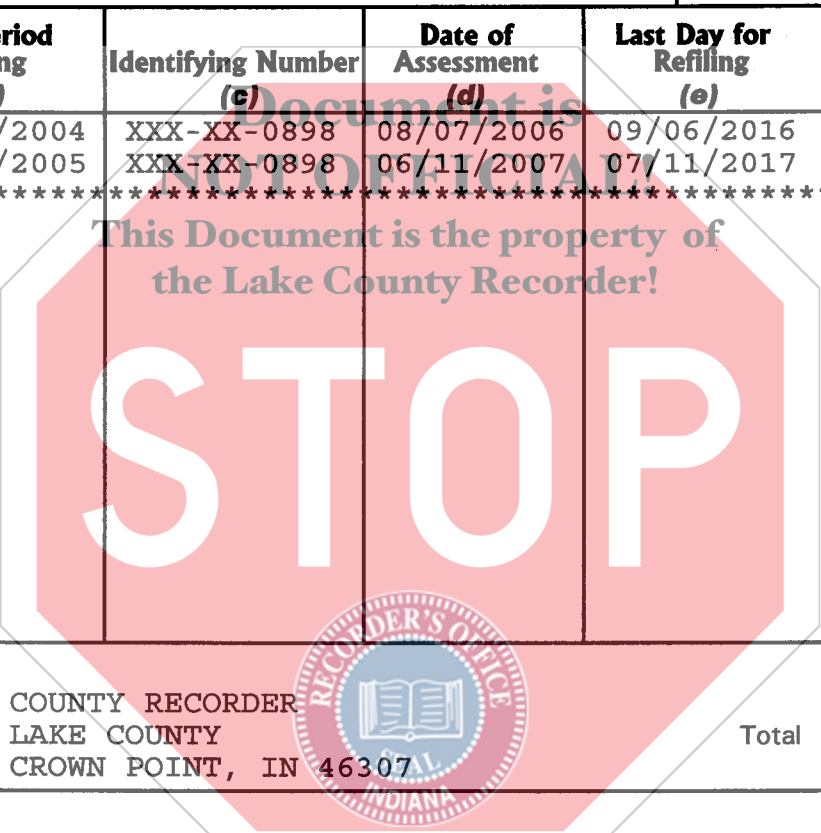 eriod
ng Identifying Number
(c)
Date of
Assessment
(d)
Last Day for
Refiling
(e)
/2004 XXX-XX-0898 08/07/2006 09/06/2016
/2005 XXX-XX-0898 06/11/2007 07/11/2017
Document is
NOT OFFICIAL!
This Document is the property of
the Lake County Recorder!
STOP
RECORDER'S OFFICE
SEAL
INDIANA
COUNTY RECORDER
LAKE COUNTY
CROWN POINT, IN 46307
Total